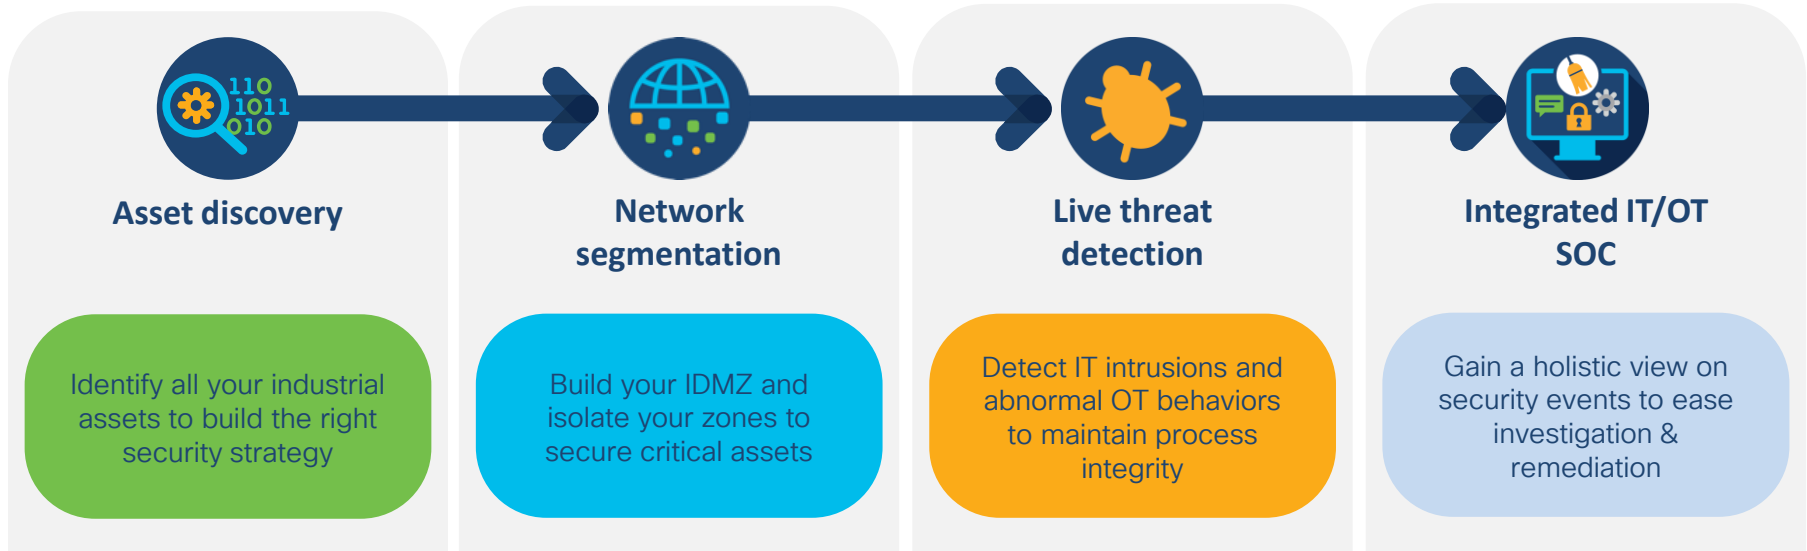 110
1011
010
Asset discovery
Identify all your industrial
assets to build the right
security strategy
Network
segmentation
Build your IDMZ and
isolate your zones to
secure critical assets
Live threat
detection
Detect IT intrusions and
abnormal OT behaviors
to maintain process
integrity
Integrated IT/OT
SOC
Gain a holistic view on
security events to ease
investigation &
remediation